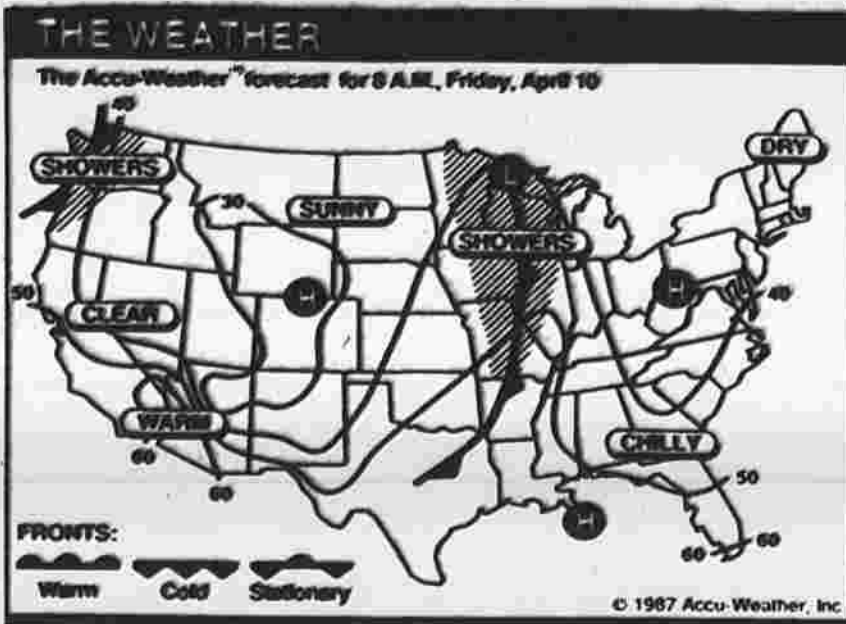 THE WEATHER
The Accu-Weather™ forecast for 8 A.M., Friday, April 10
40
SHOWERS
DRY
L
30
SUNNY
SHOWERS
50
H
H
40
CLEAR
WARM
CHILLY
60
60
50
H
60
60
FRONTS:
Warm Cold Stationary
© 1987 Accu-Weather, Inc